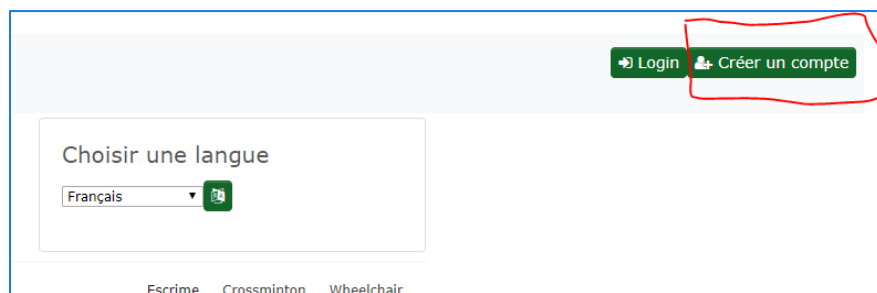 Login Créer un compte
Choisir une langue
Français
Escrime Crossminton Wheelchair